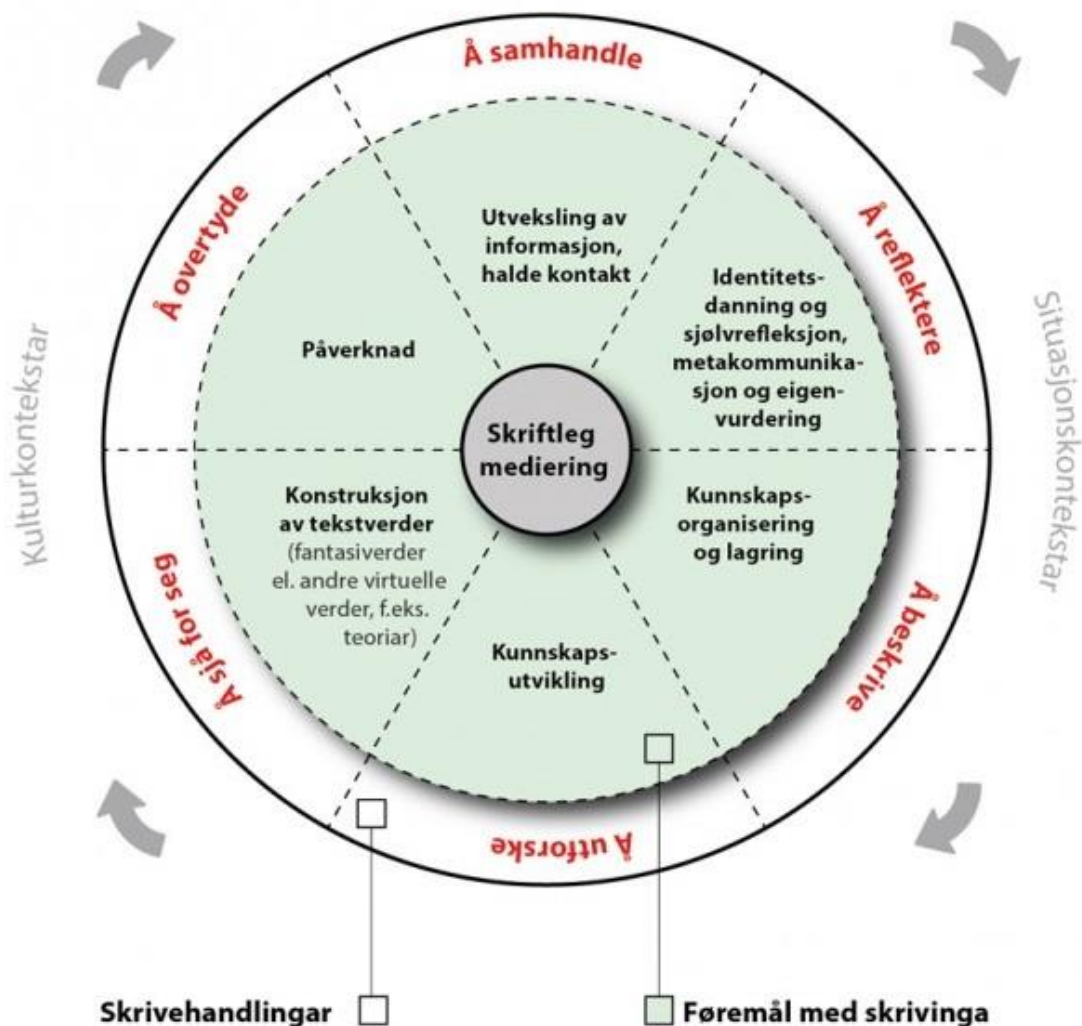 Å samhandle
Å reflektere
Å beskrive
Å utforske
Å sjå for seg
Å overtyde
Kulturkontekstar
Situasjonskontekstar
Utveksling av
informasjon,
halde kontakt
Identitets-
danning og
sjølvrefleksjon,
metakommunika-
sjon og eigen-
vurdering
Kunnskaps-
organisering
og lagring
Kunnskaps-
utvikling
Konstruksjon
av tekstverder
(fantasiverder
el. andre virtuelle
verder, f.eks.
teoriar)
Påverknad
Skriftleg
mediering
Skrivehandlingar
Føremål med skrivinga